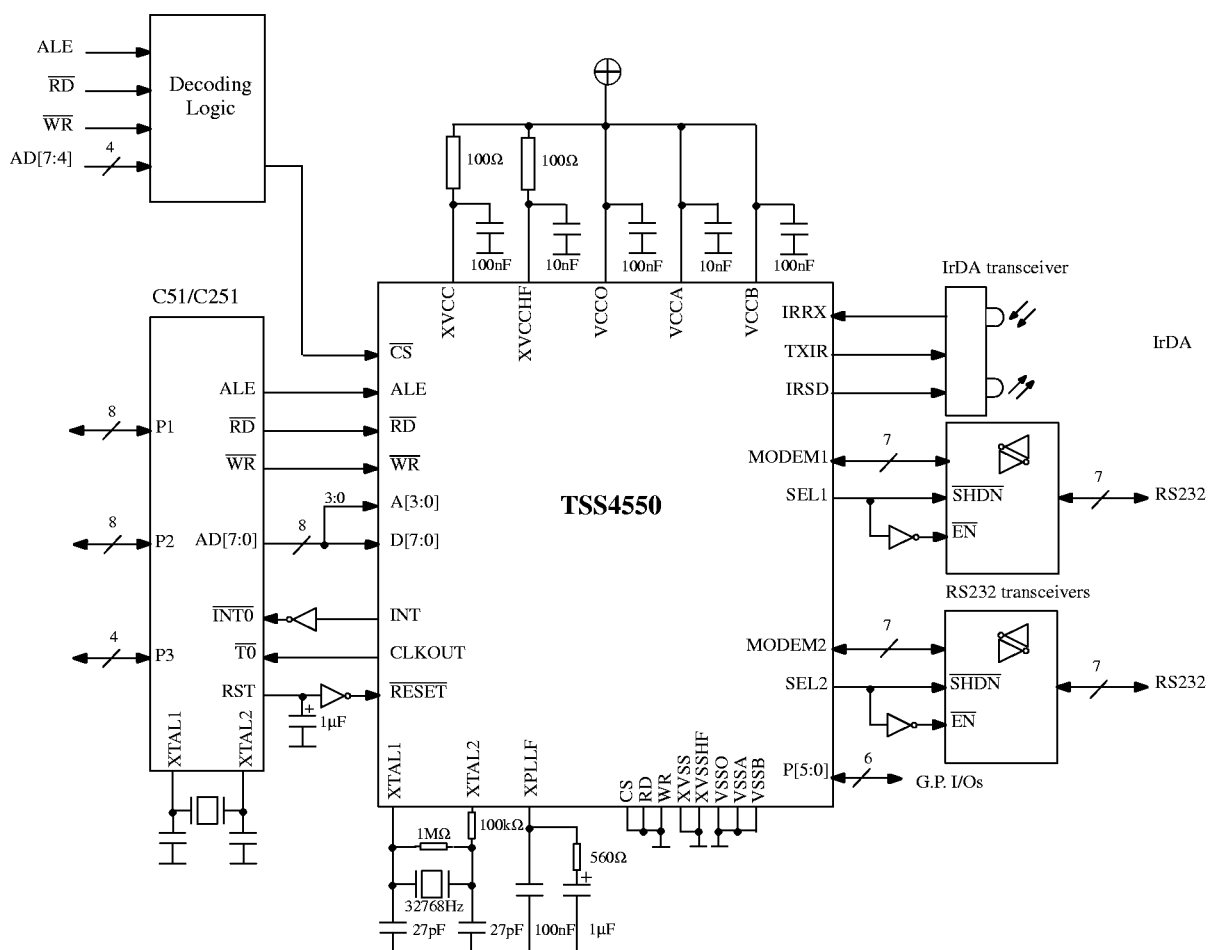 ALE
RD
WR
AD[7:4]
4
Decoding
Logic
100Ω
100Ω
100nF
10nF
100nF
10nF
100nF
C51/C251
XVCC
XVCCHF
VCCO
VCCA
VCCB
IrDA transceiver
IRRX
TXIR
IRSD
IrDA
CS
ALE
ALE
8
P1
RD
RD
WR
WR
MODEM1
7
SEL1
SHDN
7
RS232
EN
3:0
A[3:0]
TSS4550
8
P2
AD[7:0]
8
D[7:0]
RS232 transceivers
INT0
INT
4
P3
T0
CLKOUT
MODEM2
7
RST
RESET
1μF
+
SEL2
SHDN
7
RS232
EN
XTAL1
XTAL2
XTAL1
XTAL2
XPLLF
CS
RD
WR
XVSS
XVSSHF
VSSO
VSSA
VSSB
P[5:0]
6
G.P. I/Os
100kΩ
1MΩ
560Ω
+
32768Hz
27pF
27pF
100nF
1μF